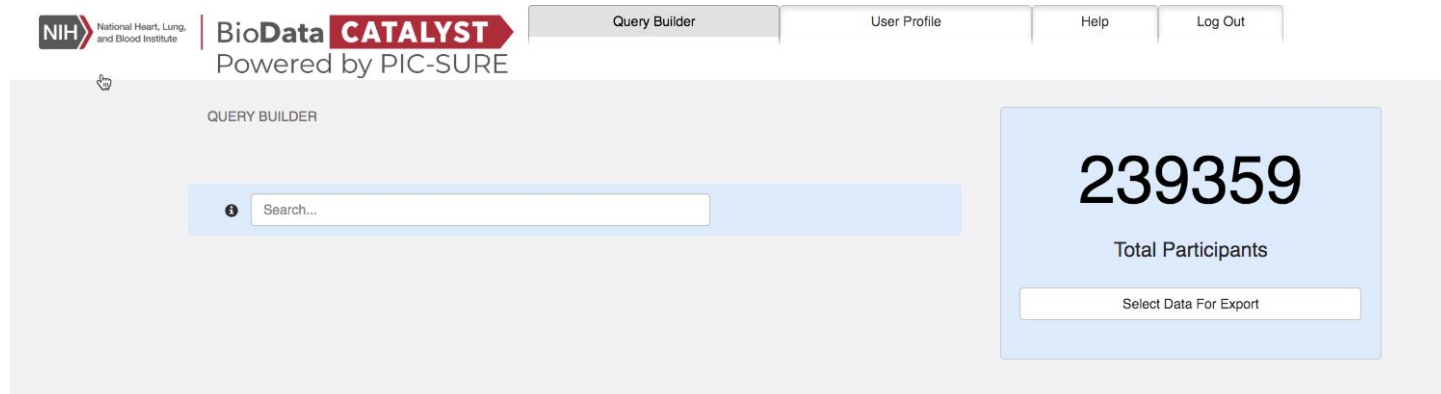 NIH National Heart, Lung,
and Blood Institute
BioData CATALYST
Powered by PIC-SURE
Query Builder
User Profile
Help
Log Out
QUERY BUILDER
Search...
239359
Total Participants
Select Data For Export